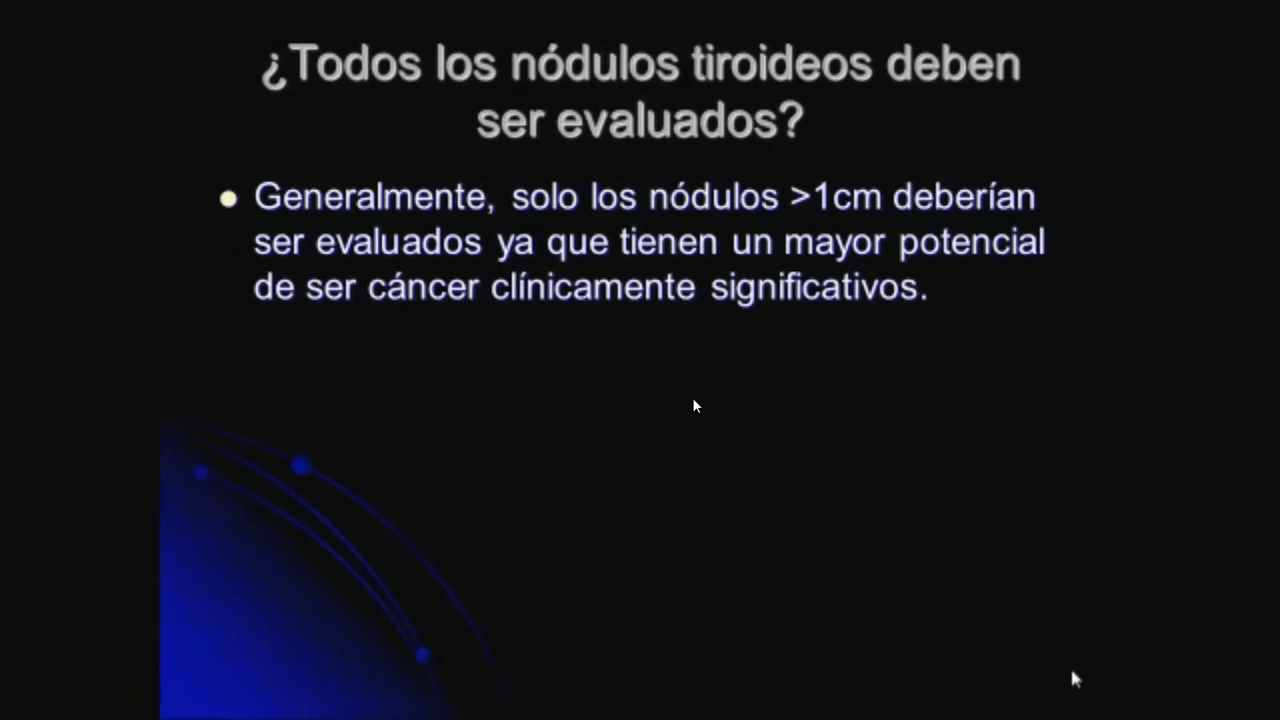 ¿Todos los nódulos tiroideos deben
ser evaluados?
● Generalmente, solo los nódulos >1cm deberían
ser evaluados ya que tienen un mayor potencial
de ser cáncer clínicamente significativos.